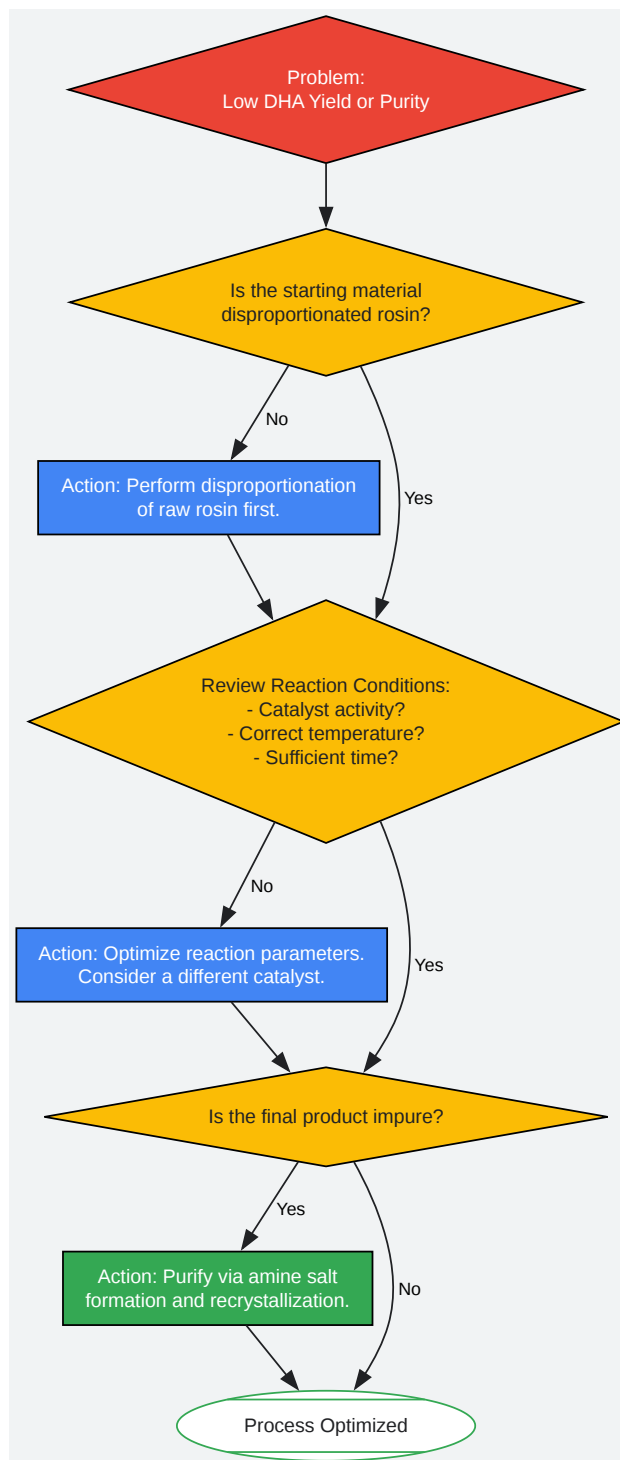 Problem:
Low DHA Yield or Purity
Is the starting material
disproportionated rosin?
No
Action: Perform disproportionation
of raw rosin first.
Yes
Review Reaction Conditions:
- Catalyst activity?
- Correct temperature?
- Sufficient time?
No
Action: Optimize reaction parameters.
Consider a different catalyst.
Yes
Is the final product impure?
Yes
Action: Purify via amine salt
formation and recrystallization.
No
Process Optimized